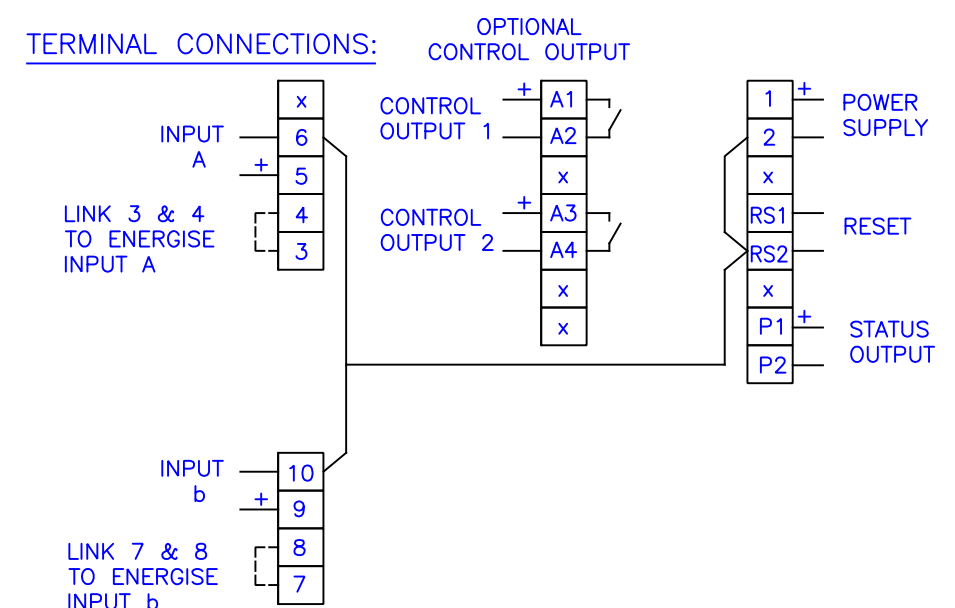 TERMINAL CONNECTIONS:
OPTIONAL
CONTROL OUTPUT
x
INPUT
A
6
+
5
LINK 3 & 4
TO ENERGISE
INPUT A
4
3
CONTROL
OUTPUT 1
+
A1
A2
x
CONTROL
OUTPUT 2
+
A3
A4
x
x
1
+
POWER
SUPPLY
2
x
RS1
RESET
RS2
x
P1
+
STATUS
OUTPUT
P2
INPUT
b
10
+
9
LINK 7 & 8
TO ENERGISE
INPUT b
8
7